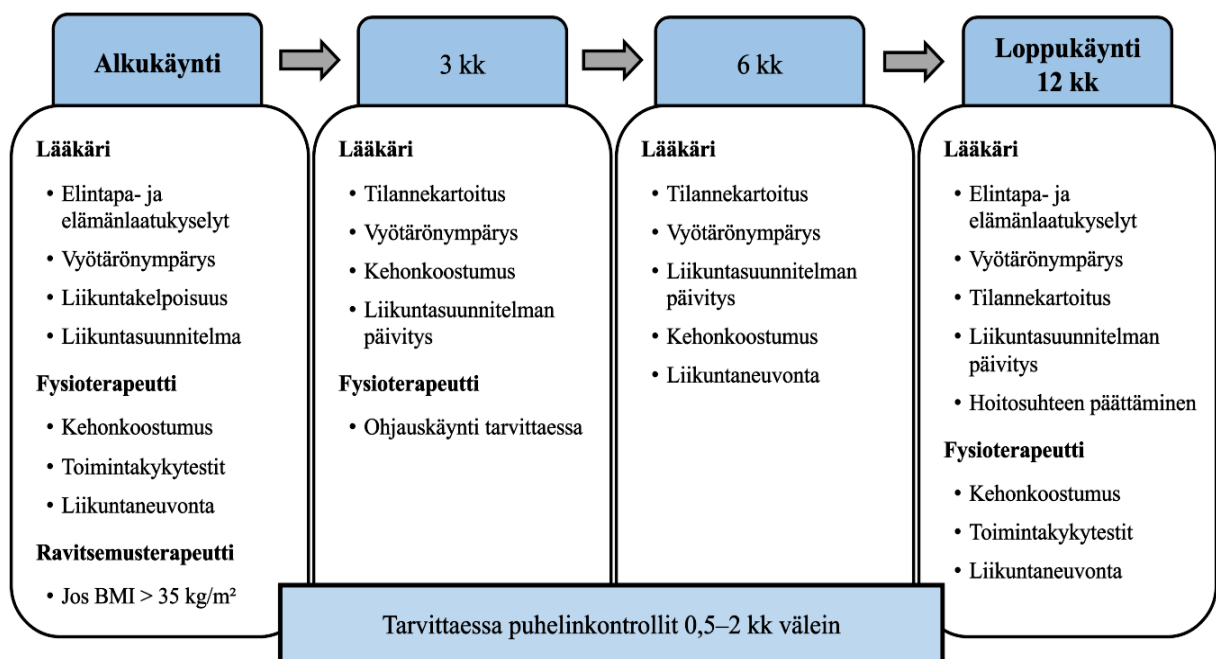 Alkukäynti
Lääkäri
• Elintapa- ja
elämänlaatukyselyt
• Vyötärönympärys
• Liikuntakelpoisuus
• Liikuntasuunnitelma
Fysioterapeutti
• Kehonkoostumus
• Toimintakykytestit
• Liikuntaneuvonta
Ravitsemusterapeutti
• Jos BMI > 35 kg/m²
3 kk
Lääkäri
• Tilannekartoitus
• Vyötärönympärys
• Kehonkoostumus
• Liikuntasuunnitelman
päivitys
Fysioterapeutti
• Ohjauskäynti tarvittaessa
6 kk
Lääkäri
• Tilannekartoitus
• Vyötärönympärys
• Liikuntasuunnitelman
päivitys
• Kehonkoostumus
• Liikuntaneuvonta
Loppukäynti
12 kk
Lääkäri
• Elintapa- ja
elämänlaatukyselyt
• Vyötärönympärys
• Tilannekartoitus
• Liikuntasuunnitelman
päivitys
• Hoitosuhteen päättäminen
Fysioterapeutti
• Kehonkoostumus
• Toimintakykytestit
• Liikuntaneuvonta
Tarvittaessa puhelinkontrollit 0,5–2 kk välein